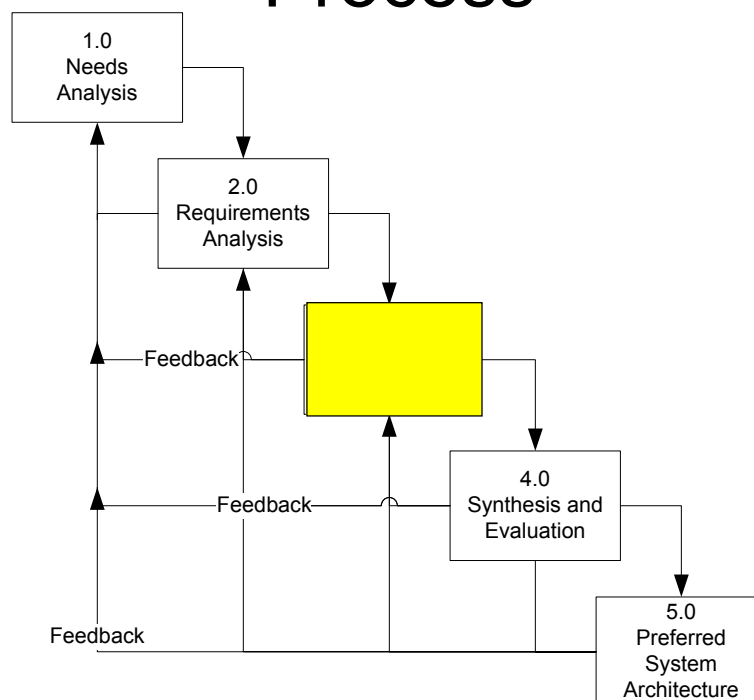 Process
1.0
Needs
Analysis
2.0
Requirements
Analysis
Feedback
4.0
Synthesis and
Evaluation
Feedback
5.0
Preferred
System
Architecture
Feedback